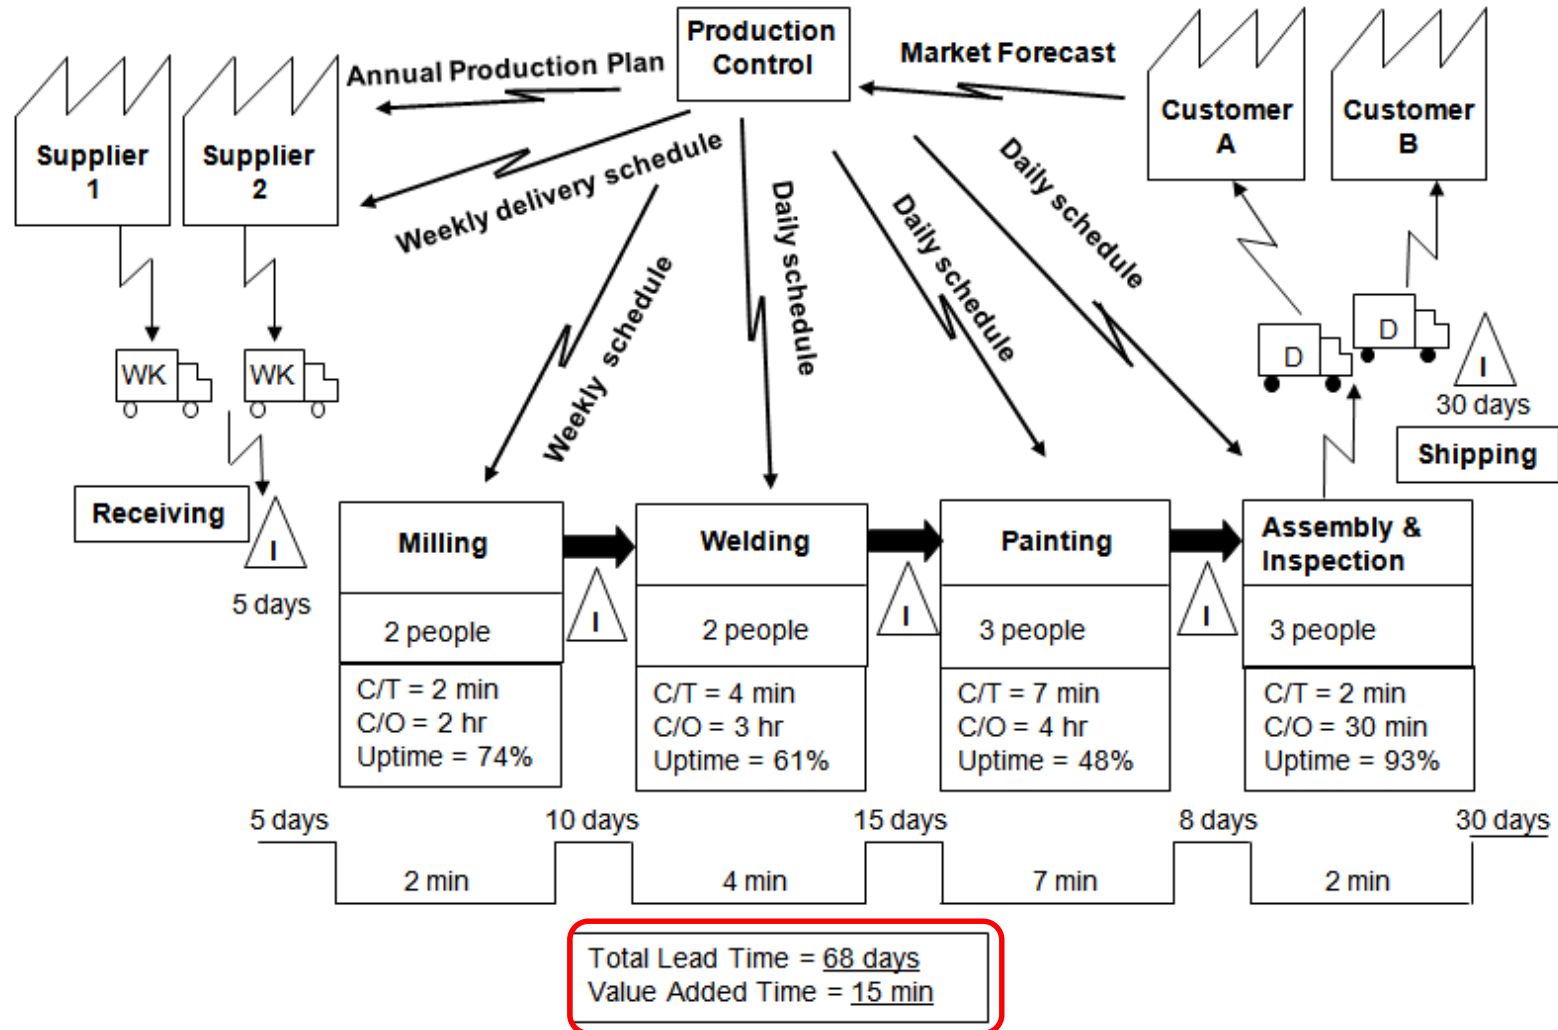 Production
Control
Annual Production Plan
Market Forecast
Supplier
1
Supplier
2
Customer
A
Customer
B
Weekly delivery schedule
Weekly schedule
Daily schedule
Daily schedule
Daily schedule
WK
WK
D
D
I
30 days
Shipping
Receiving
I
5 days
Milling
Welding
Painting
Assembly &
Inspection
I
I
I
2 people
2 people
3 people
3 people
C/T = 2 min
C/O = 2 hr
Uptime = 74%
C/T = 4 min
C/O = 3 hr
Uptime = 61%
C/T = 7 min
C/O = 4 hr
Uptime = 48%
C/T = 2 min
C/O = 30 min
Uptime = 93%
5 days
10 days
15 days
8 days
30 days
2 min
4 min
7 min
2 min
Total Lead Time = 68 days
Value Added Time = 15 min